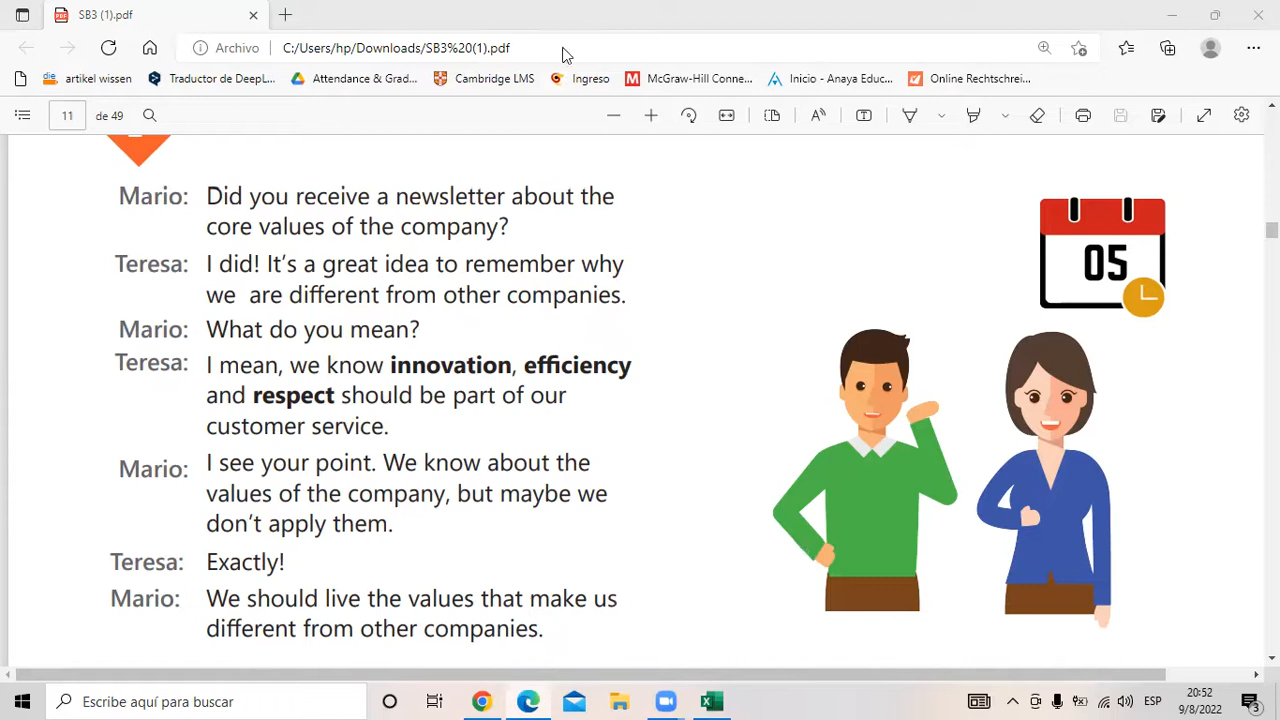 SB3 (1).pdf
Archivo C:/Users/hp/Downloads/SB3%20(1).pdf
artikel wissen Traductor de DeepL... Attendance & Grad... Cambridge LMS Ingreso McGraw-Hill Conne... Inicio - Anaya Educ... Online Rechtschrei...
11 de 49
Mario: Did you receive a newsletter about the
core values of the company?
Teresa: I did! It's a great idea to remember why
we are different from other companies.
Mario: What do you mean?
Teresa: I mean, we know innovation, efficiency
and respect should be part of our
customer service.
Mario: I see your point. We know about the
values of the company, but maybe we
don't apply them.
Teresa: Exactly!
Mario: We should live the values that make us
different from other companies.
05
Escribe aquí para buscar
ESP
20:52
9/8/2022
3